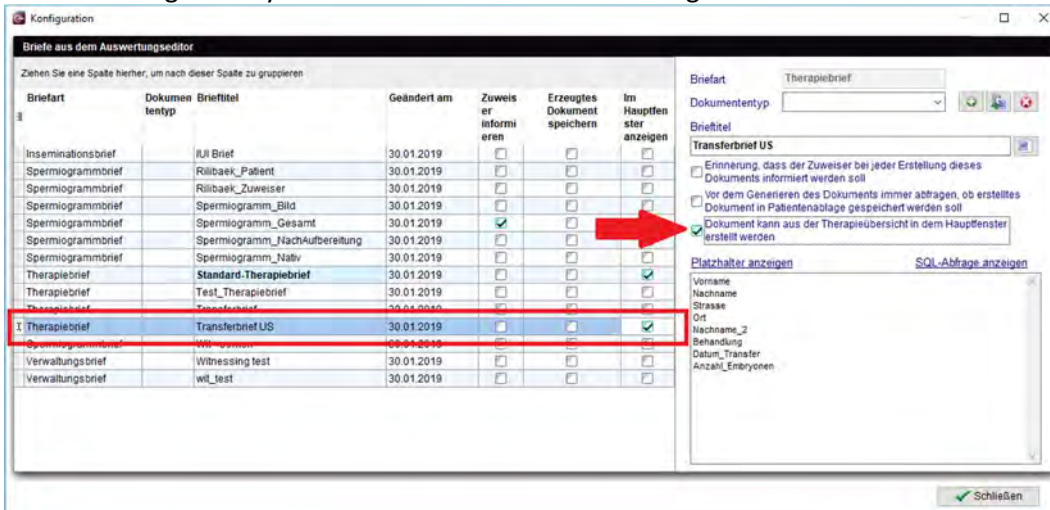 Konfiguration
Briefe aus dem Auswertungseditor
Ziehen Sie eine Spalte hierher, um nach dieser Spalte zu gruppieren
Briefart Dokumen tentyp Brieftitel Geändert am Zuweis er informi eren Erzeugtes Dokument speichern Im Hauptfen ster anzeigen
Inseminationsbrief IUI Brief 30.01.2019
Spermiogrammbrief Rilibaek_Patient 30.01.2019
Spermiogrammbrief Rilibaek_Zuweiser 30.01.2019
Spermiogrammbrief Spermiogramm_Bild 30.01.2019
Spermiogrammbrief Spermiogramm_Gesamt 30.01.2019
Spermiogrammbrief Spermiogramm_NachAufbereitung 30.01.2019
Spermiogrammbrief Spermiogramm_Nativ 30.01.2019
Therapiebrief Standard-Therapiebrief 30.01.2019
Therapiebrief Test_Therapiebrief 30.01.2019
Therapiebrief Transferbrief 30.01.2019
Therapiebrief Transferbrief US 30.01.2019
Verwaltungsbrief Witnessing test 30.01.2019
Verwaltungsbrief wit_test 30.01.2019
Briefart Therapiebrief
Dokumententyp
Brieftitel
Transferbrief US
Erinnerung, dass der Zuweiser bei jeder Erstellung dieses
Dokuments informiert werden soll
Vor dem Generieren des Dokuments immer abfragen, ob erstelltes
Dokument in Patientenablage gespeichert werden soll
Dokument kann aus der Therapieübersicht in dem Hauptfenster
erstellt werden
Platzhalter anzeigen SQL-Abfrage anzeigen
Vorname
Nachname
Strasse
Ort
Nachname_2
Behandlung
Datum_Transfer
Anzahl_Embryonen
Schließen